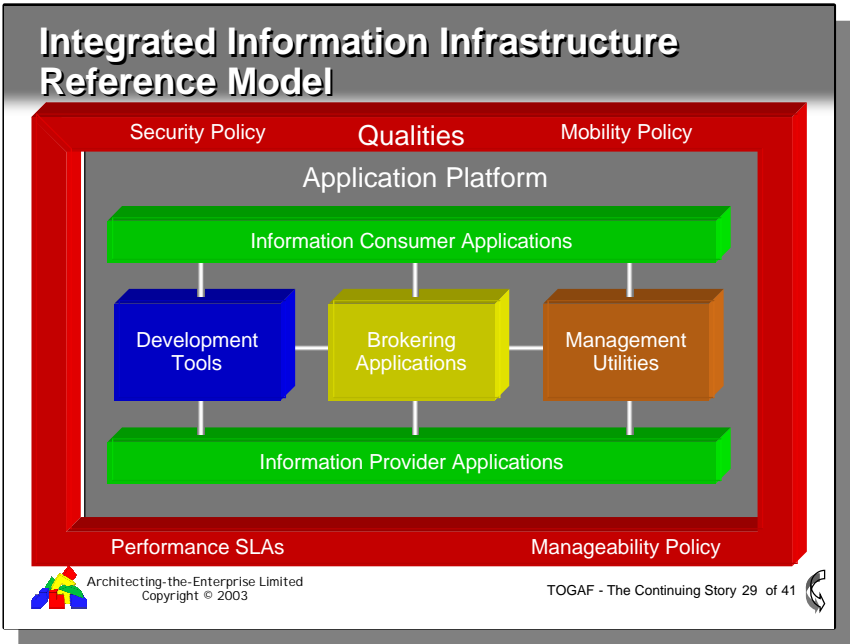 Integrated Information Infrastructure
Reference Model
Security Policy
Qualities
Mobility Policy
Application Platform
Information Consumer Applications
Development
Tools
Brokering
Applications
Management
Utilities
Information Provider Applications
Performance SLAs
Manageability Policy
Architecting-the-Enterprise Limited
Copyright © 2003
TOGAF - The Continuing Story 29 of 41